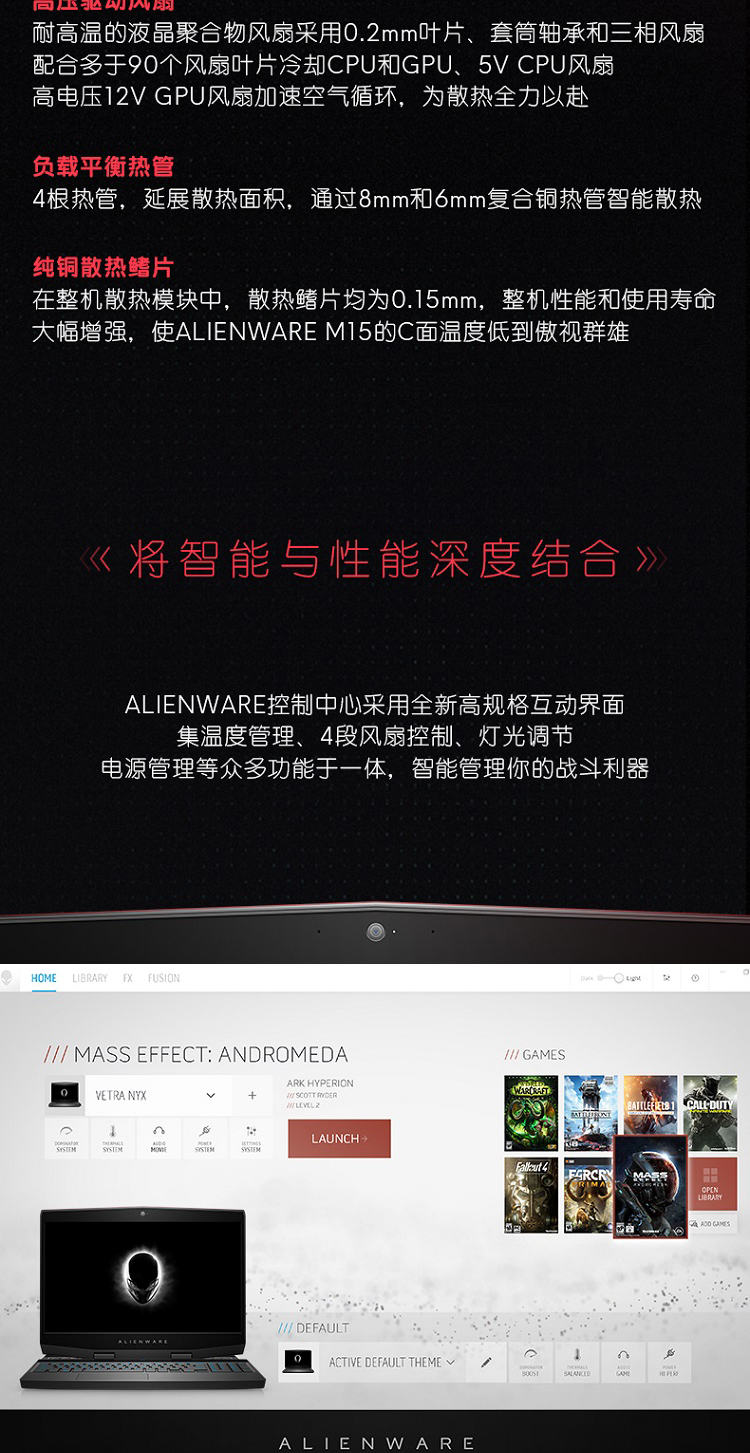 高压驱动风扇
耐高温的液晶聚合物风扇采用0.2mm叶片、套筒轴承和三相风扇
配合多于90个风扇叶片冷却CPU和GPU、5V CPU风扇
高电压12V GPU风扇加速空气循环，为散热全力以赴
负载平衡热管
4根热管，延展散热面积，通过8mm和6mm复合铜热管智能散热
纯铜散热鳍片
在整机散热模块中，散热鳍片均为0.15mm，整机性能和使用寿命
大幅增强，使ALIENWARE M15的C面温度低到傲视群雄
《 将智能与性能深度结合 》
ALIENWARE控制中心采用全新高规格互动界面
集温度管理、4段风扇控制、灯光调节
电源管理等众多功能于一体，智能管理你的战斗利器
HOME LIBRARY FX FUSION
Dark Light
/// MASS EFFECT: ANDROMEDA
VETRA NYX
+
ARK HYPERION
/// SCOTT RYDER
/// LEVEL 2
DOMINATOR SYSTEM
THERMALS SYSTEM
AUDIO MOVIE
POWER SYSTEM
SETTINGS SYSTEM
LAUNCH
/// GAMES
WARCRAFT
BATTLEFRONT
BATTLEFIELD 1
CALL OF DUTY
Fallout 4
FARCRY
PRIMAL
MASS EFFECT
ANDROMEDA
OPEN
LIBRARY
ADD GAMES
ALIENWARE
/// DEFAULT
ACTIVE DEFAULT THEME
DOMINATOR BOOST
THERMALS BALANCED
AUDIO GAME
POWER HI PERF
ALIENWARE